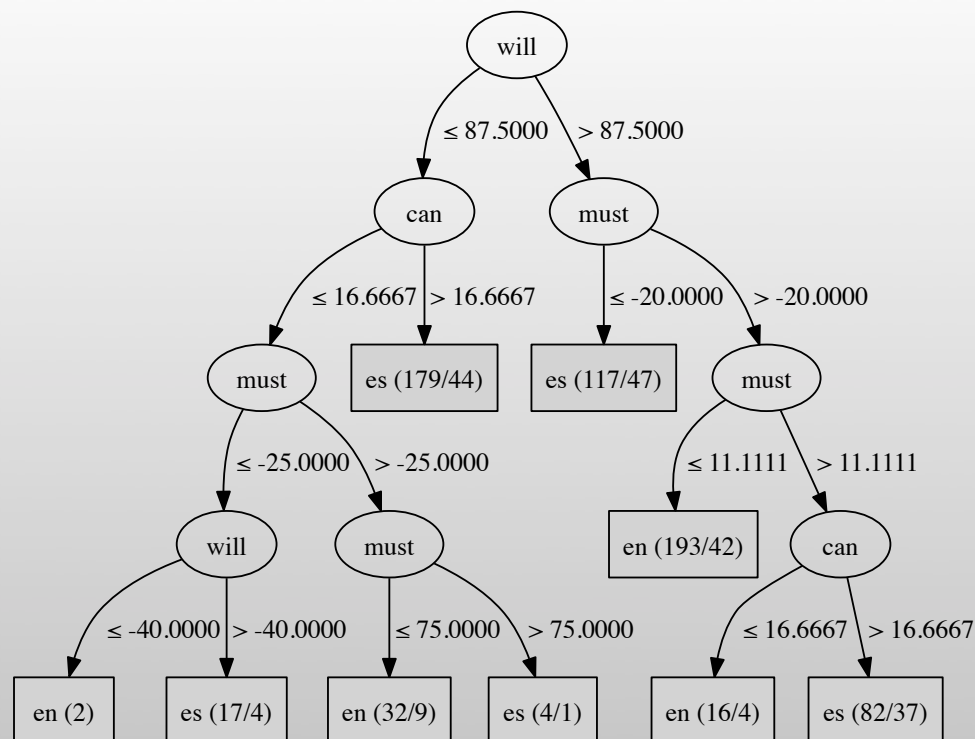 will
≤ 87.5000 > 87.5000
can must
≤ 16.6667 > 16.6667 ≤ -20.0000 > -20.0000
must es (179/44) es (117/47) must
≤ -25.0000 > -25.0000 ≤ 11.1111 > 11.1111
will must en (193/42) can
≤ -40.0000 > -40.0000 ≤ 75.0000 > 75.0000 ≤ 16.6667 > 16.6667
en (2) es (17/4) en (32/9) es (4/1) en (16/4) es (82/37)